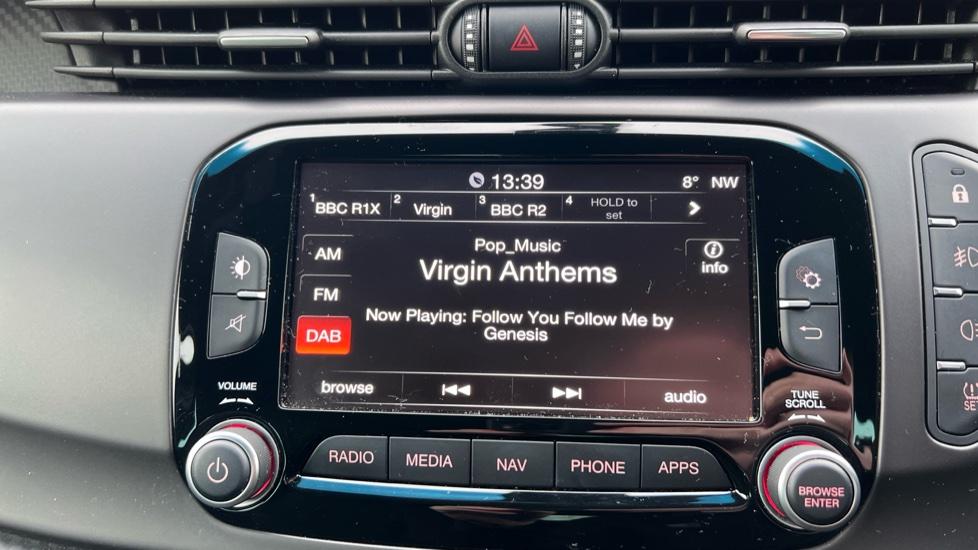 13:39
8° NW
1 BBC R1X 2 Virgin 3 BBC R2 4 HOLD to set
AM
Pop_Music
info
Virgin Anthems
FM
Now Playing: Follow You Follow Me by
Genesis
DAB
browse audio
VOLUME
TUNE
SCROLL
RADIO MEDIA NAV PHONE APPS
BROWSE
ENTER
SET